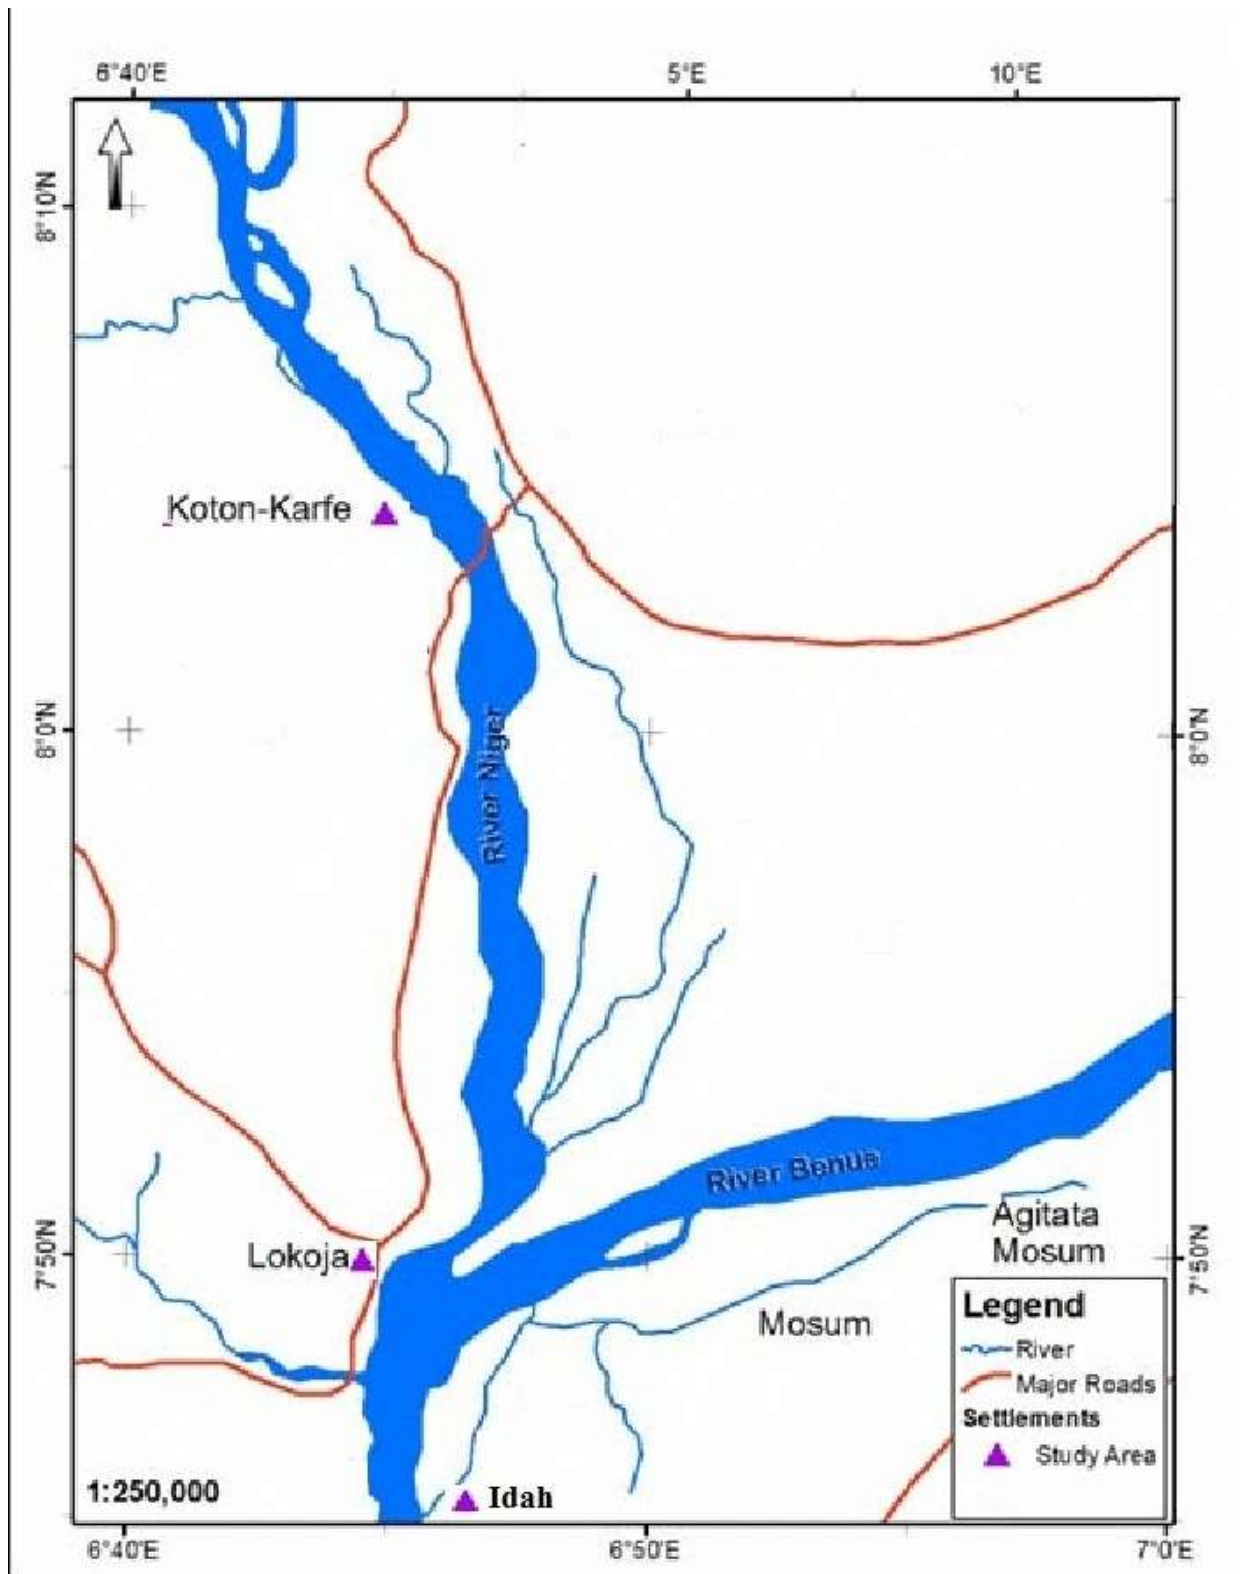 6°40'E
5°E
10°E
8°10'N
Koton-Karfe
8°0'N
8°0'N
River Niger
River Benue
Agitata
Mosum
Lokoja
7°50'N
7°50'N
Mosum
Legend
River
Major Roads
Settlements
Study Area
1:250,000
Idah
6°40'E
6°50'E
7°0'E